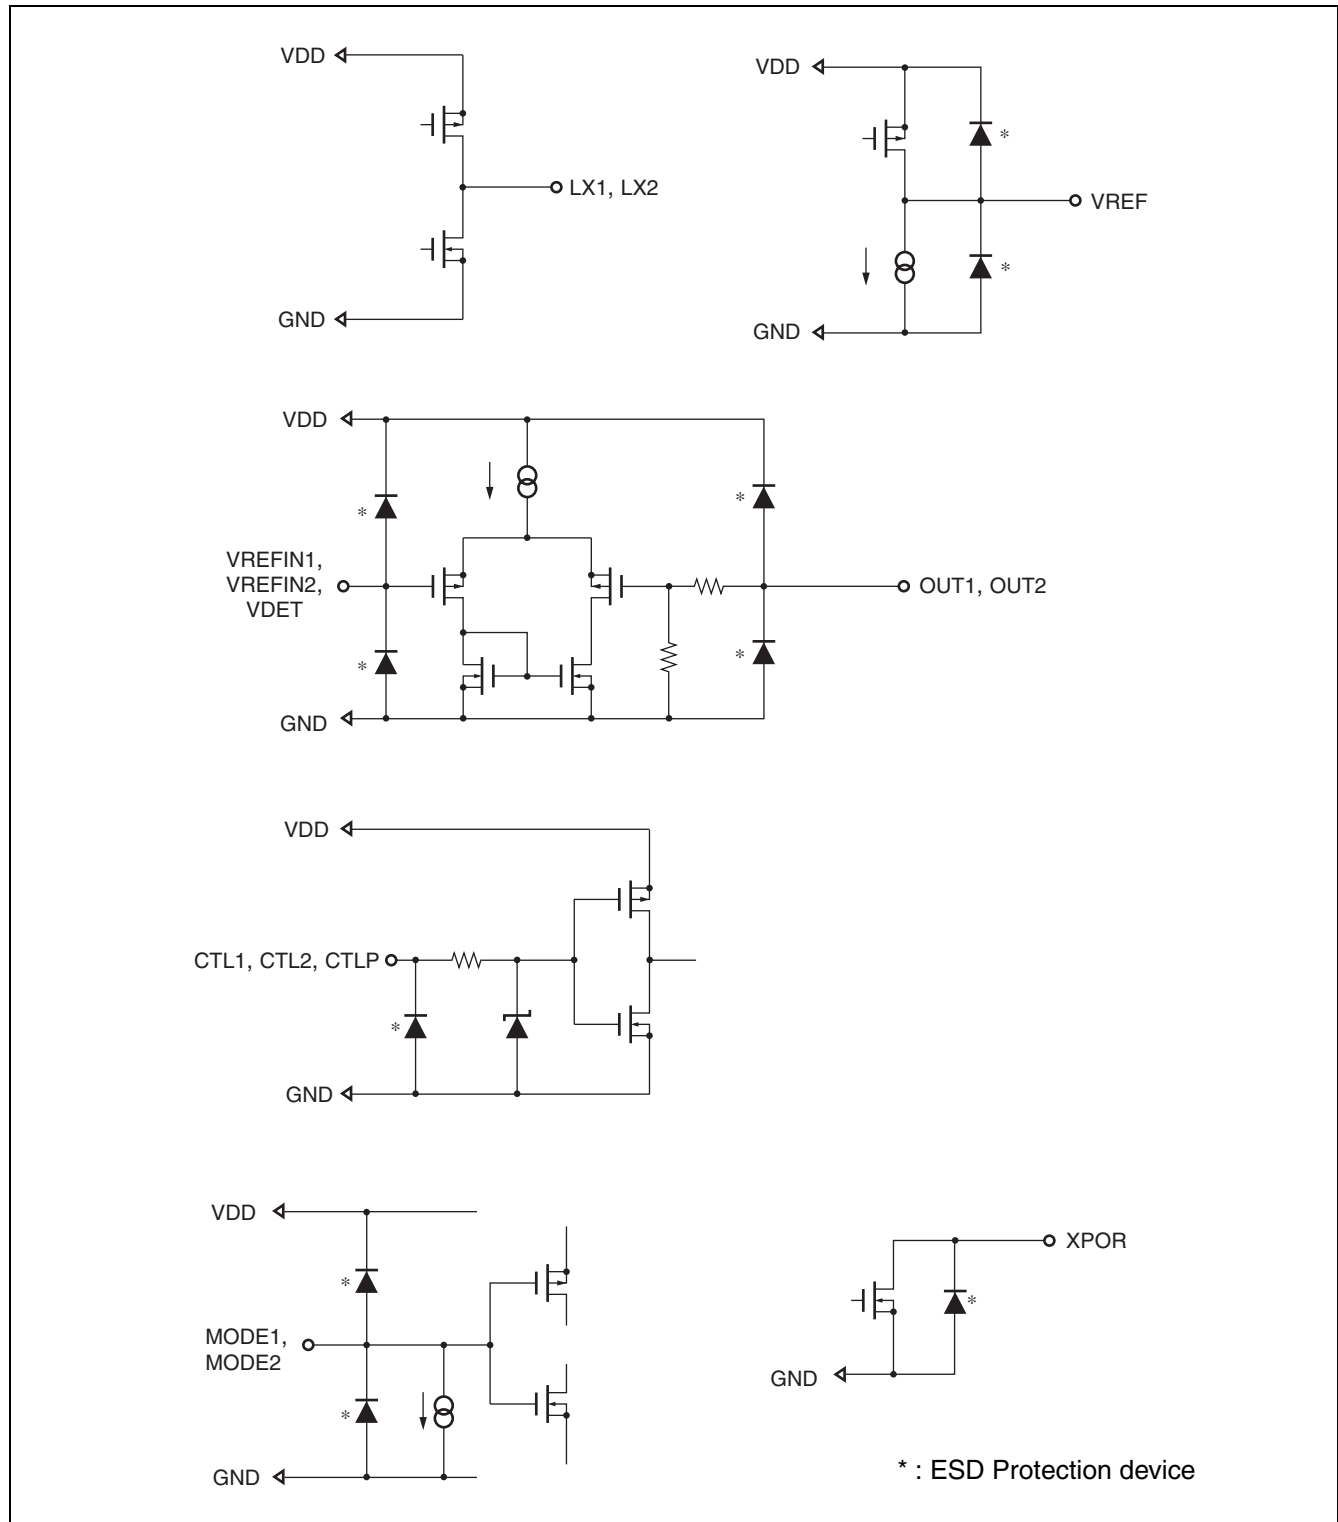 VDD
LX1, LX2
GND
VDD
*
VREF
*
GND
VDD
*
*
VREFIN1,
VREFIN2,
VDET
OUT1, OUT2
*
*
GND
VDD
CTL1, CTL2, CTLP
*
GND
VDD
*
MODE1,
MODE2
*
GND
XPOR
*
GND
* : ESD Protection device